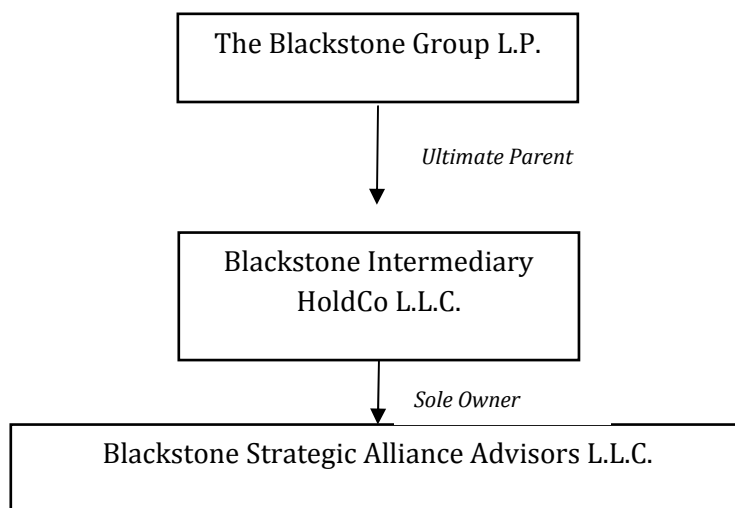 The Blackstone Group L.P.
Ultimate Parent
Blackstone Intermediary
HoldCo L.L.C.
Sole Owner
Blackstone Strategic Alliance Advisors L.L.C.